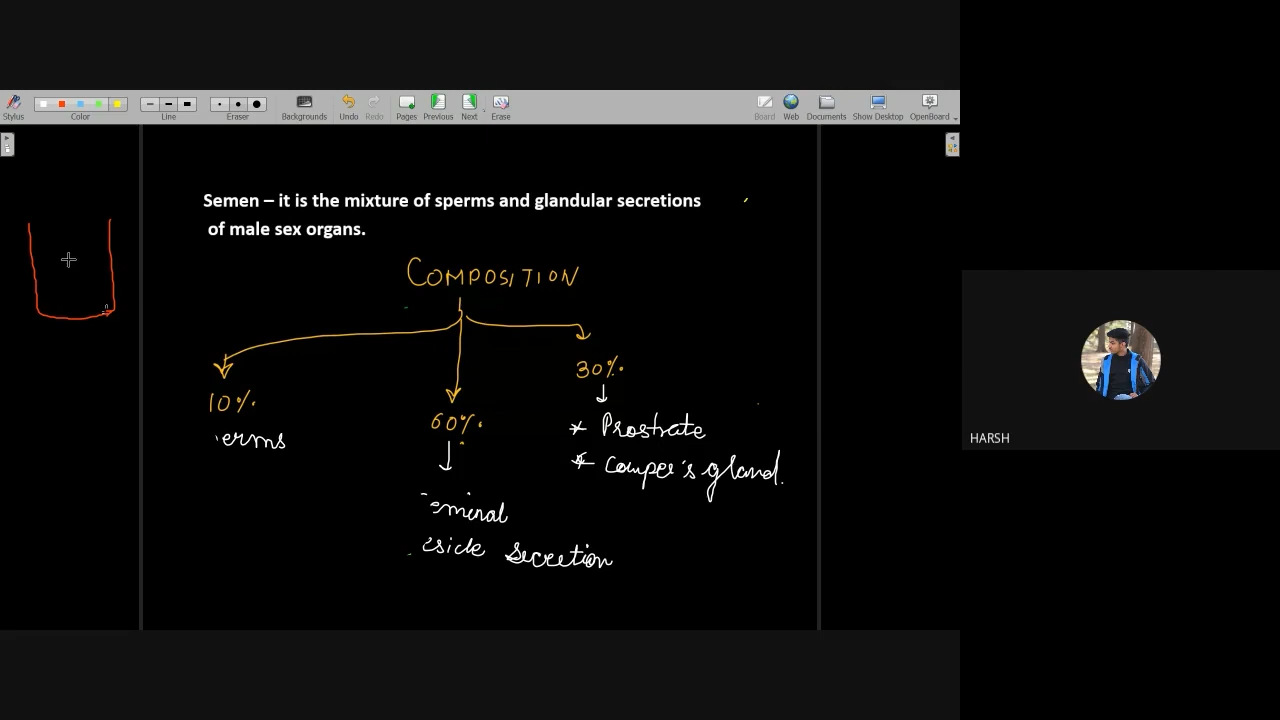 Stylus
Color
Line
Eraser
Backgrounds
Undo
Redo
Pages
Previous
Next
Erase
Board
Web
Documents
Show Desktop
OpenBoard
Semen – it is the mixture of sperms and glandular secretions
of male sex organs.
COMPOSITION
10%
erms
60%
eminal
esicle secretion
30%
* Prostrate
* Cowper's gland.
HARSH